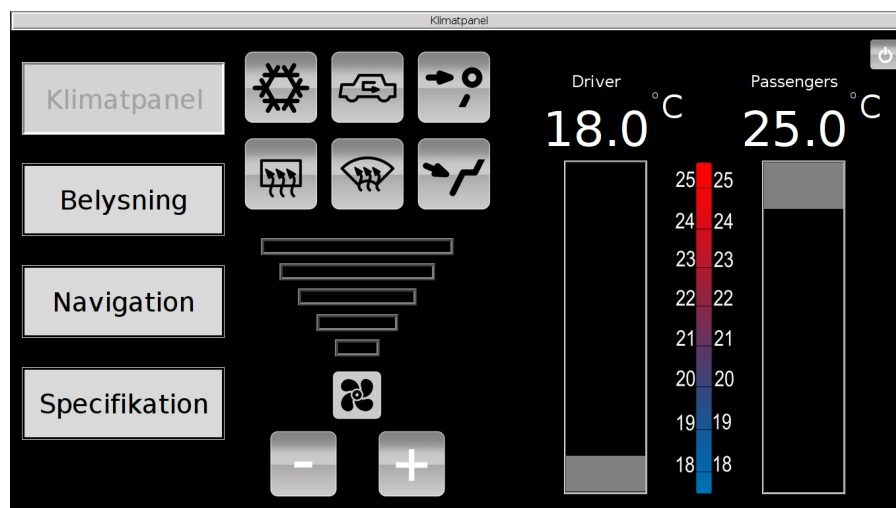 Klimatpanel
Klimatpanel
Belysning
Navigation
Specifikation
-
+
Driver
18.0 °C
Passengers
25.0 °C
25 25
24 24
23 23
22 22
21 21
20 20
19 19
18 18